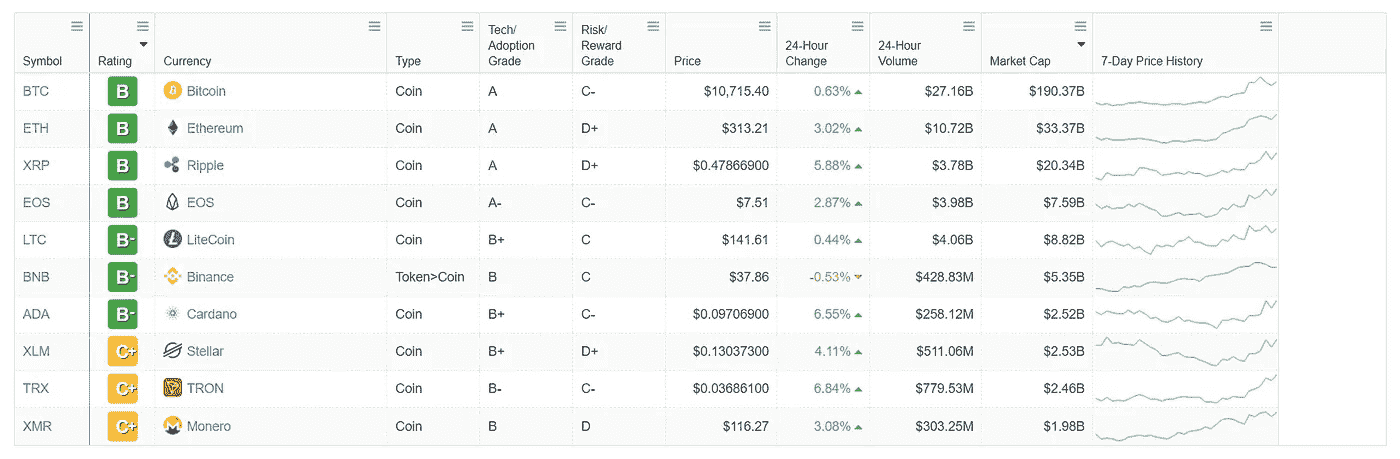 Symbol Rating Currency Type Tech/ Adoption Grade Risk/ Reward Grade Price 24-Hour Change 24-Hour Volume Market Cap 7-Day Price History
BTC B Bitcoin Coin A C- $10,715.40 0.63% $27.16B $190.37B
ETH B Ethereum Coin A D+ $313.21 3.02% $10.72B $33.37B
XRP B Ripple Coin A D+ $0.47866900 5.88% $3.78B $20.34B
EOS B EOS Coin A- C- $7.51 2.87% $3.98B $7.59B
LTC B- LiteCoin Coin B+ C $141.61 0.44% $4.06B $8.82B
BNB B- Binance Token>Coin B C $37.86 -0.53% $428.83M $5.35B
ADA B- Cardano Coin B+ C- $0.09706900 6.55% $258.12M $2.52B
XLM C+ Stellar Coin B+ D+ $0.13037300 4.11% $511.06M $2.53B
TRX C+ TRON Coin B- C- $0.03686100 6.84% $779.53M $2.46B
XMR C+ Monero Coin B D $116.27 3.08% $303.25M $1.98B